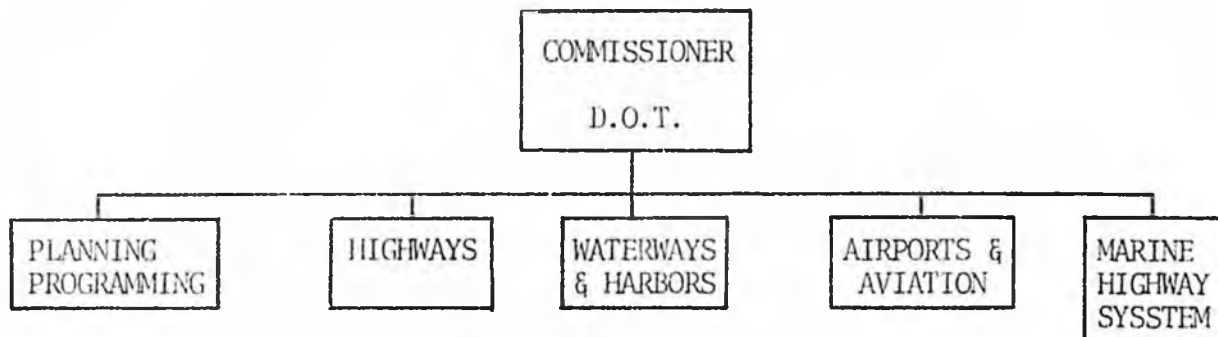 COMMISSIONER
D.O.T.
PLANNING
PROGRAMMING
HIGHWAYS
WATERWAYS
& HARBORS
AIRPORTS &
AVIATION
MARINE
HIGHWAY
SYSSTEM